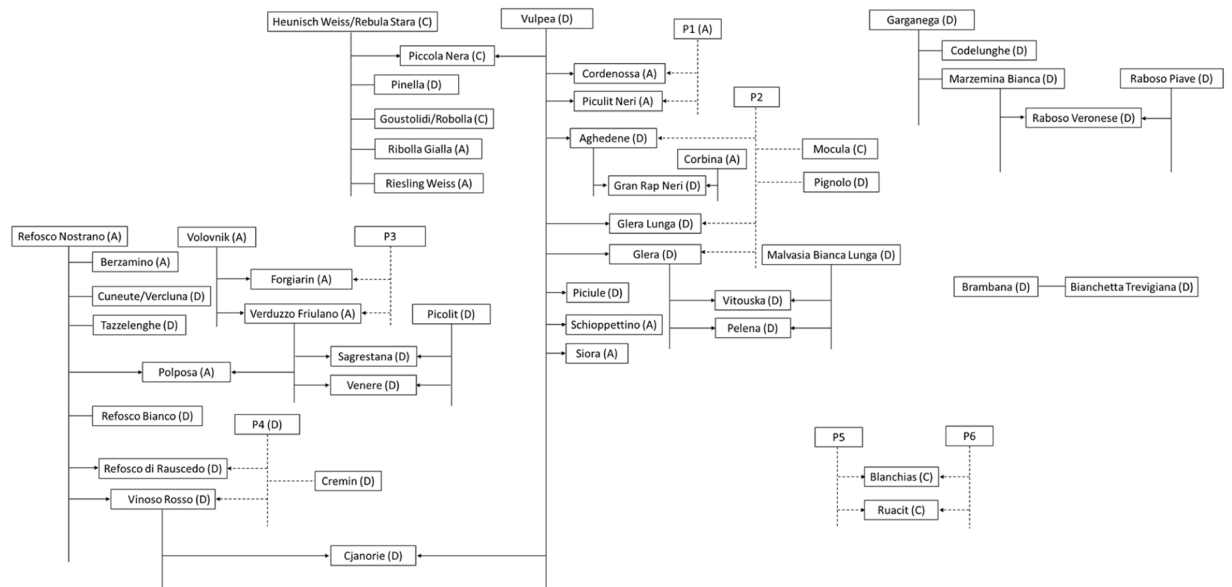 Heunisch Weiss/Rebula Stara (C)
Vulpea (D)
P1 (A)
Garganega (D)
Piccola Nera (C)
Codelunghe (D)
Cordenossa (A)
Pinella (D)
Marzemina Bianca (D)
Raboso Piave (D)
Piculit Neri (A)
P2
Goustolidi/Robolla (C)
Raboso Veronese (D)
Aghedene (D)
Mocula (C)
Ribolla Gialla (A)
Corbina (A)
Riesling Weiss (A)
Gran Rap Neri (D)
Pignolo (D)
Glera Lunga (D)
Refosco Nostrano (A)
Volovnik (A)
P3
Glera (D)
Malvasia Bianca Lunga (D)
Berzamino (A)
Forgiarin (A)
Brambana (D)
Bianchetta Trevigiana (D)
Cuneute/Vercluna (D)
Piciule (D)
Vitouska (D)
Verduzzo Friulano (A)
Picolit (D)
Tazzelenghe (D)
Schioppettino (A)
Pelena (D)
Sagrestana (D)
Siora (A)
Polposa (A)
Venere (D)
Refosco Bianco (D)
P4 (D)
P5
P6
Refosco di Rauscedo (D)
Cremin (D)
Blanchias (C)
Vinoso Rosso (D)
Ruacit (C)
Cjanorie (D)